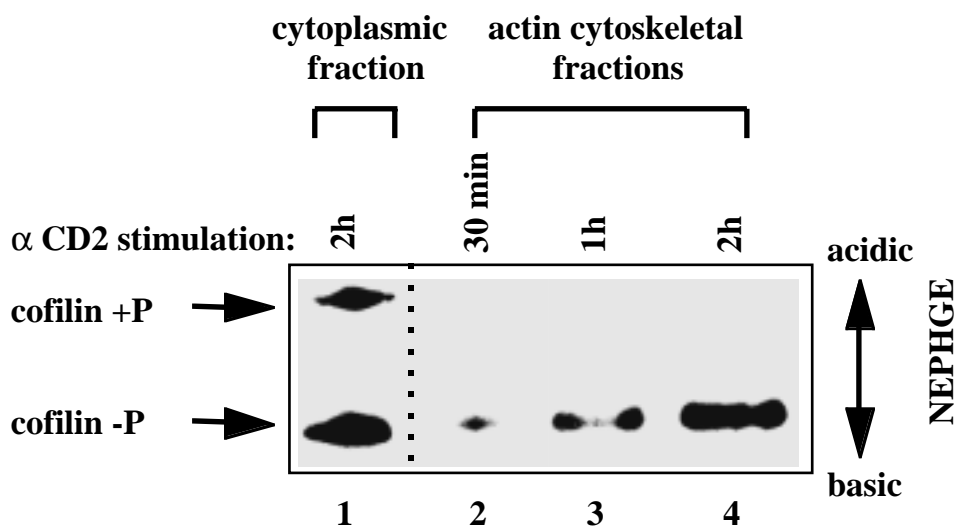 cytoplasmic fraction
actin cytoskeletal fractions
α CD2 stimulation:
2h
30 min
1h
2h
acidic
cofilin +P
cofilin -P
NEPHGE
basic
1 2 3 4